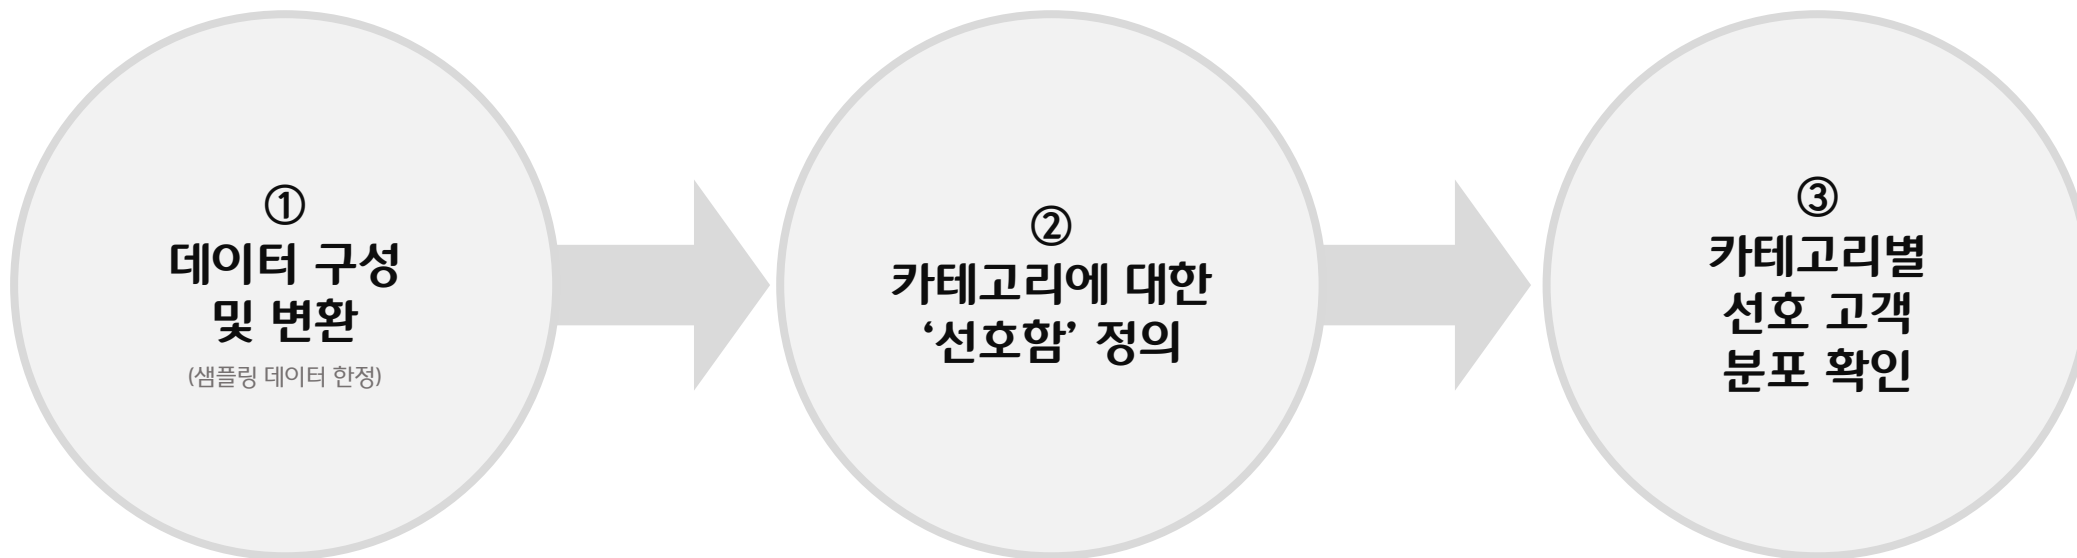 ①
데이터 구성
및 변환
(샘플링 데이터 한정)
②
카테고리에 대한
‘선호함’ 정의
③
카테고리별
선호 고객
분포 확인